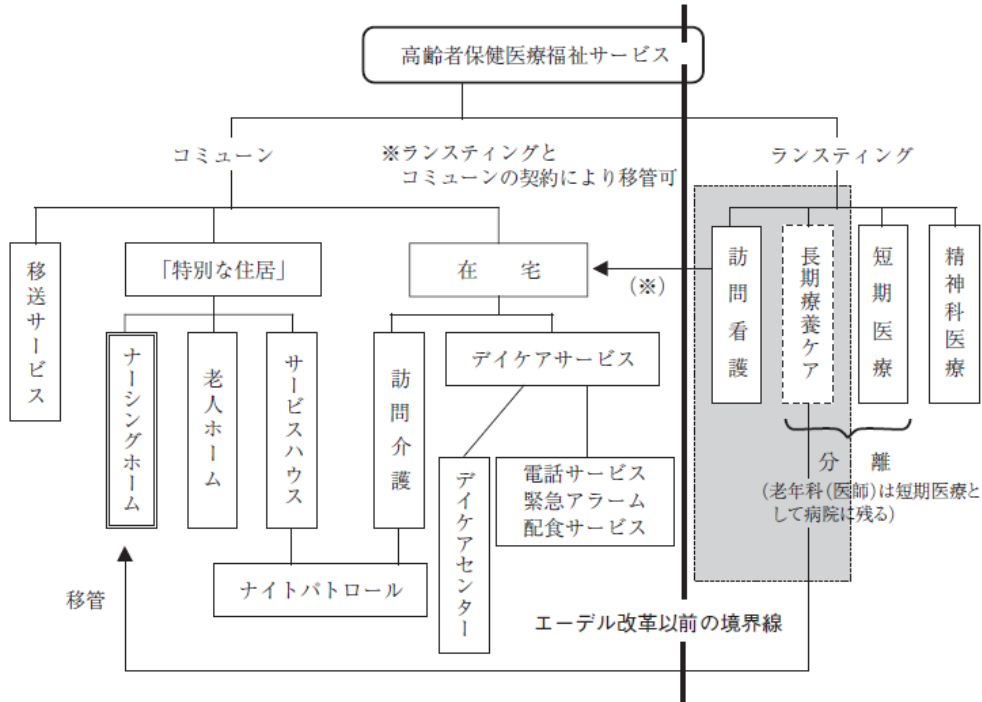 高齢者保健医療福祉サービス
コミューン
※ランスティングと
コミューンの契約により移管可
ランスティング
移送サービス
「特別な住居」
在　宅
(※)
訪問看護
長期療養ケア
短期医療
精神科医療
ナーシングホーム
老人ホーム
サービスハウス
訪問介護
デイケアサービス
デイケアセンター
電話サービス
緊急アラーム
配食サービス
分　離
(老年科(医師)は短期医療と
して病院に残る)
ナイトパトロール
移管
エーデル改革以前の境界線